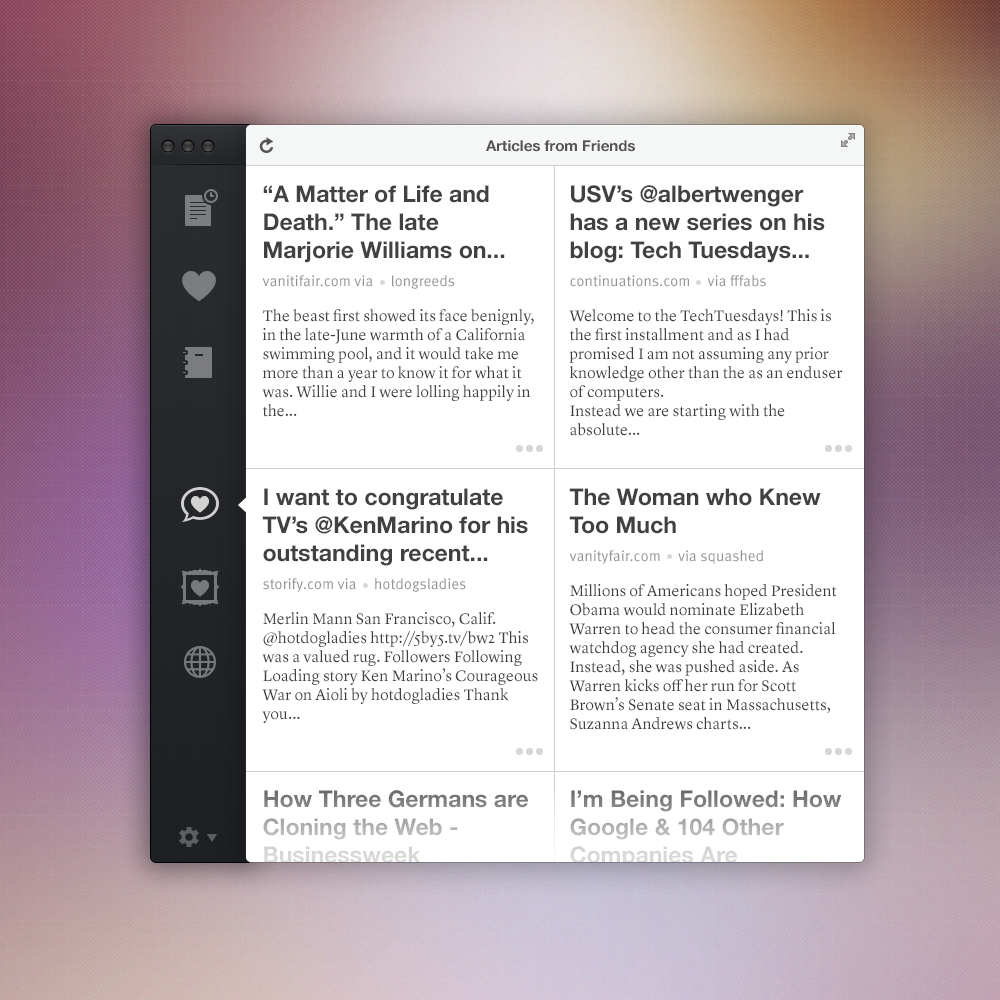 Articles from Friends
“A Matter of Life and
Death.” The late
Marjorie Williams on...
vanitifair.com via • longreeds
The beast first showed its face benignly,
in the late-June warmth of a California
swimming pool, and it would take me
more than a year to know it for what it
was. Willie and I were lolling happily in
the...
USV’s @albertwenger
has a new series on his
blog: Tech Tuesdays...
continuations.com • via fffabs
Welcome to the TechTuesdays! This is
the first installment and as I had
promised I am not assuming any prior
knowledge other than the as an enduser
of computers.
Instead we are starting with the
absolute...
I want to congratulate
TV’s @KenMarino for his
outstanding recent...
storify.com via • hotdogsladies
Merlin Mann San Francisco, Calif.
@hotdogladies http://5by5.tv/bw2 This
was a valued rug. Followers Following
Loading story Ken Marino’s Courageous
War on Aioli by hotdogladies Thank
you...
The Woman who Knew
Too Much
vanityfair.com • via squashed
Millions of Americans hoped President
Obama would nominate Elizabeth
Warren to head the consumer financial
watchdog agency she had created.
Instead, she was pushed aside. As
Warren kicks off her run for Scott
Brown’s Senate seat in Massachusetts,
Suzanna Andrews charts...
How Three Germans are
Cloning the Web -
Businessweek
I’m Being Followed: How
Google & 104 Other
Companies Are